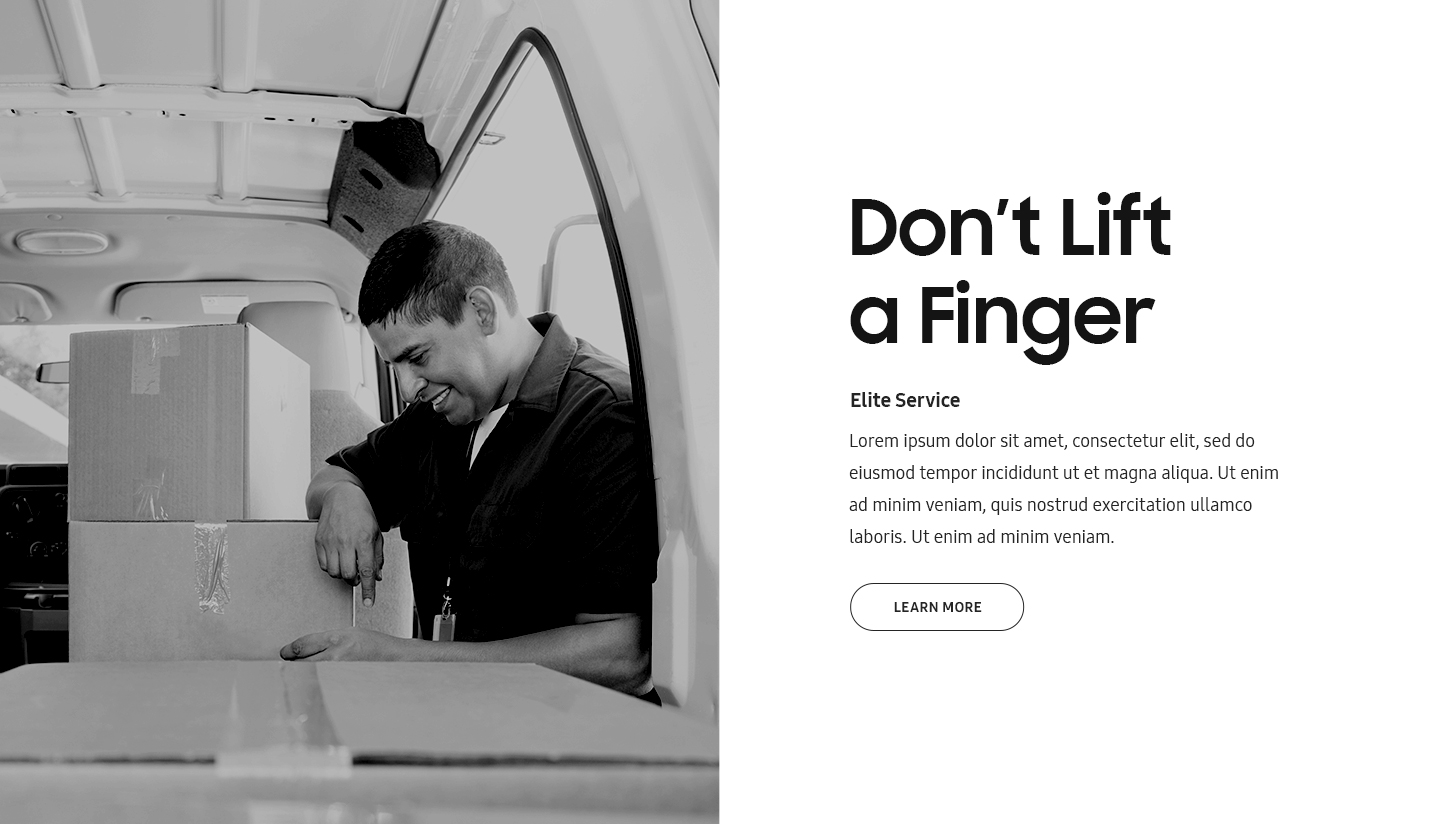 Don’t Lift
a Finger
Elite Service
Lorem ipsum dolor sit amet, consectetur elit, sed do
eiusmod tempor incididunt ut et magna aliqua. Ut enim
ad minim veniam, quis nostrud exercitation ullamco
laboris. Ut enim ad minim veniam.
LEARN MORE